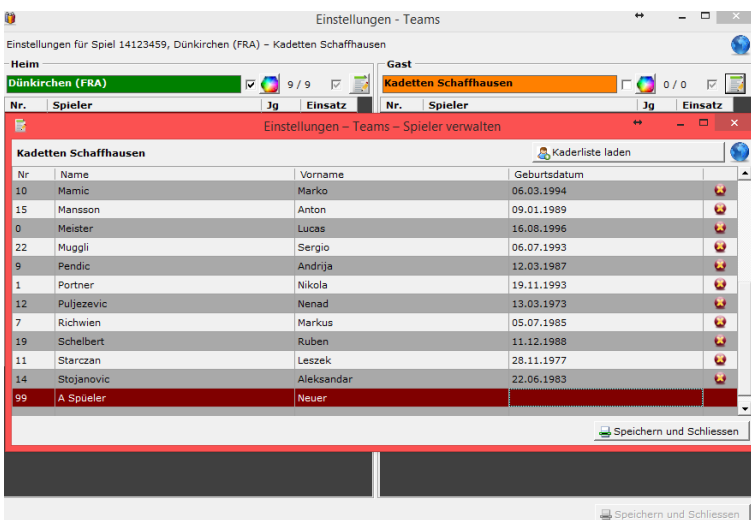 Einstellungen - Teams
Einstellungen für Spiel 14123459, Dünkirchen (FRA) – Kadetten Schaffhausen
Heim Gast
Dünkirchen (FRA) 9 / 9 Kadetten Schaffhausen 0 / 0
Nr. Spieler Jg Einsatz Nr. Spieler Jg Einsatz
Einstellungen – Teams – Spieler verwalten
Kadetten Schaffhausen Kaderliste laden
Nr Name Vorname Geburtsdatum
10 Mamic Marko 06.03.1994
15 Mansson Anton 09.01.1989
0 Meister Lucas 16.08.1996
22 Muggli Sergio 06.07.1993
9 Pendic Andrija 12.03.1987
1 Portner Nikola 19.11.1993
12 Puljezevic Nenad 13.03.1973
7 Richwien Markus 05.07.1985
19 Schelbert Ruben 11.12.1988
11 Starczan Leszek 28.11.1977
14 Stojanovic Aleksandar 22.06.1983
99 A Spüeler Neuer
Speichern und Schliessen
Speichern und Schliessen